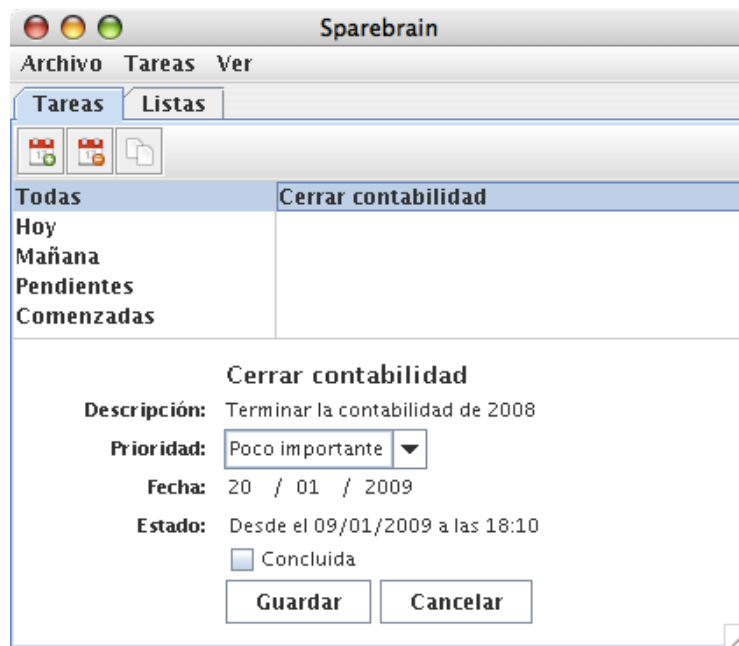 Sparebrain
Archivo Tareas Ver
Tareas Listas
Todas
Hoy
Mañana
Pendientes
Comenzadas
Cerrar contabilidad
Cerrar contabilidad
Descripción: Terminar la contabilidad de 2008
Prioridad: Poco importante
Fecha: 20 / 01 / 2009
Estado: Desde el 09/01/2009 a las 18:10
Concluida
Guardar Cancelar